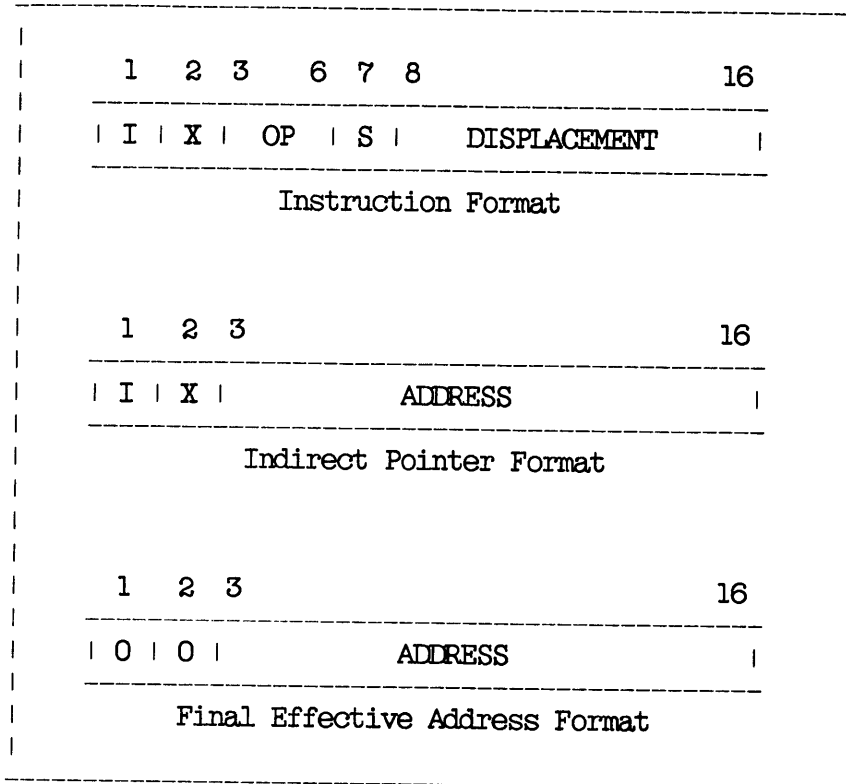 1 2 3 6 7 8 16
| I | X | OP | S | DISPLACEMENT |
Instruction Format
1 2 3 16
| I | X | ADDRESS |
Indirect Pointer Format
1 2 3 16
| 0 | 0 | ADDRESS |
Final Effective Address Format